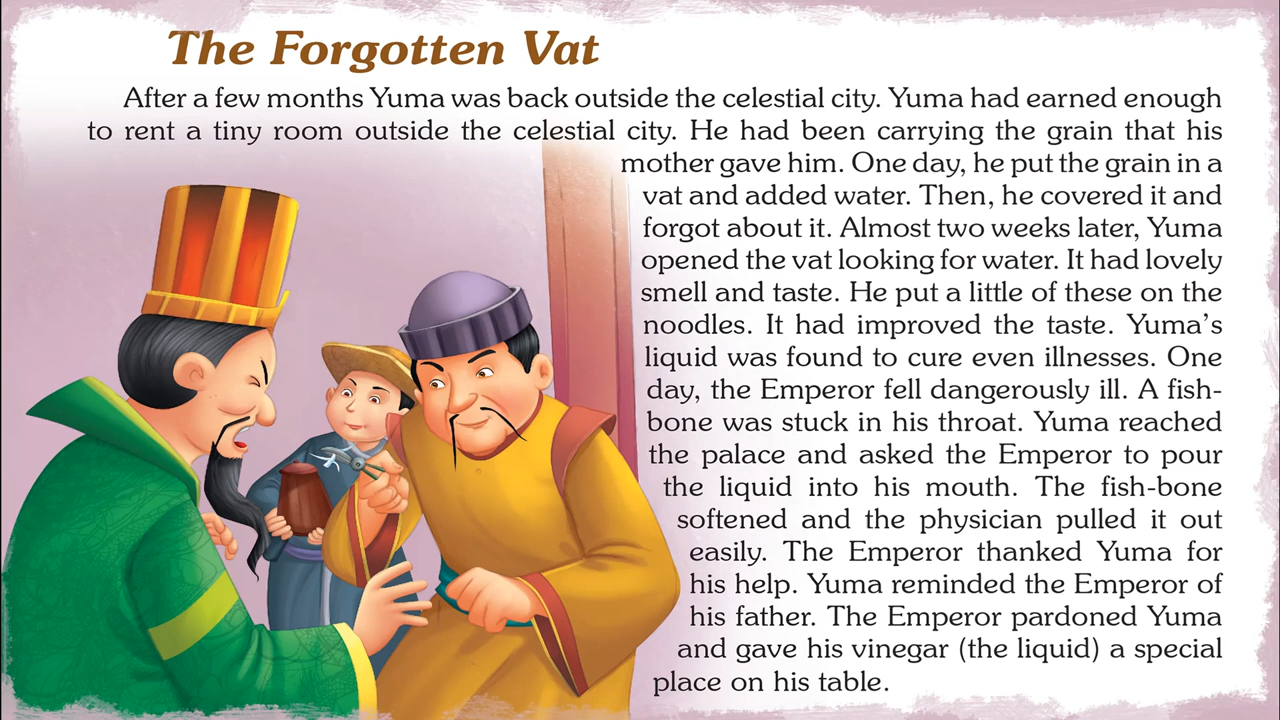 The Forgotten Vat
After a few months Yuma was back outside the celestial city. Yuma had earned enough
to rent a tiny room outside the celestial city. He had been carrying the grain that his
mother gave him. One day, he put the grain in a
vat and added water. Then, he covered it and
forgot about it. Almost two weeks later, Yuma
opened the vat looking for water. It had lovely
smell and taste. He put a little of these on the
noodles. It had improved the taste. Yuma's
liquid was found to cure even illnesses. One
day, the Emperor fell dangerously ill. A fish-
bone was stuck in his throat. Yuma reached
the palace and asked the Emperor to pour
the liquid into his mouth. The fish-bone
softened and the physician pulled it out
easily. The Emperor thanked Yuma for
his help. Yuma reminded the Emperor of
his father. The Emperor pardoned Yuma
and gave his vinegar (the liquid) a special
place on his table.